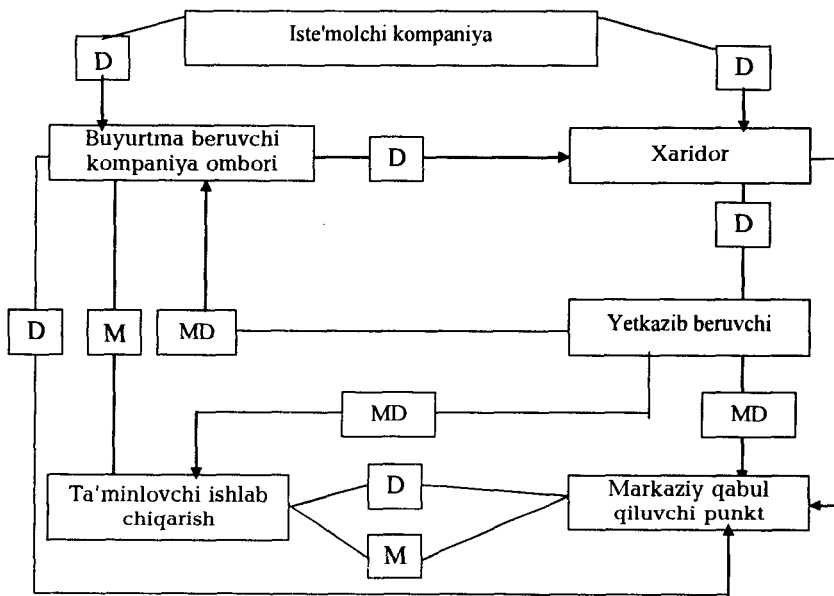 Iste'molchi kompaniya
D
D
Buyurtma beruvchi
kompaniya ombori
D
Xaridor
D
D
M
MD
Yetkazib beruvchi
MD
MD
Ta'minlovchi ishlab
chiqarish
D
M
Markaziy qabul
qiluvchi punkt